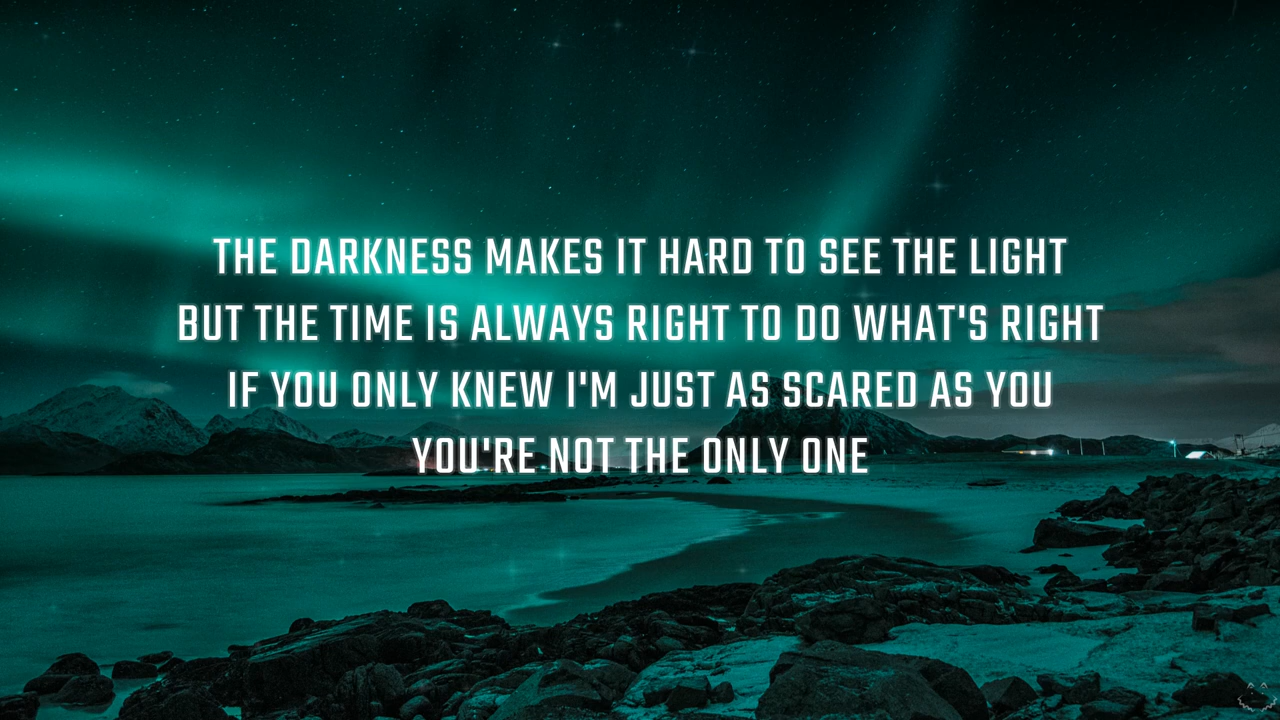 THE DARKNESS MAKES IT HARD TO SEE THE LIGHT
BUT THE TIME IS ALWAYS RIGHT TO DO WHAT'S RIGHT
IF YOU ONLY KNEW I'M JUST AS SCARED AS YOU
YOU'RE NOT THE ONLY ONE